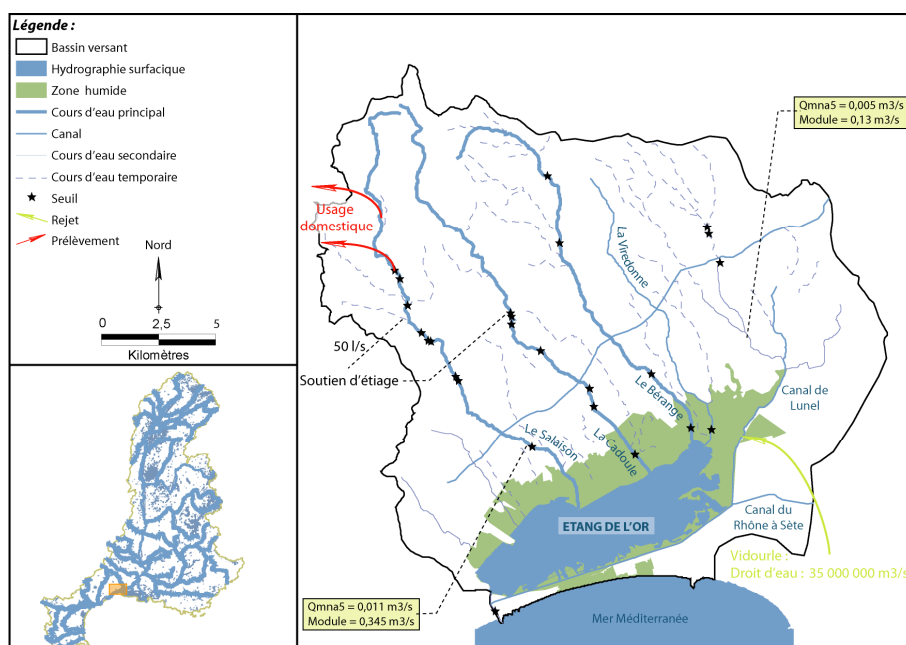 Légende :
Bassin versant
Hydrographie surfacique
Zone humide
Cours d'eau principal
Canal
Cours d'eau secondaire
Cours d'eau temporaire
Seuil
Rejet
Prélèvement
Nord
0 2,5 5
Kilomètres
Qmna5 = 0,005 m3/s
Module = 0,13 m3/s
Usage
domestique
La Viredonne
50 l/s
Soutien d'étiage
Le Bérange
Canal de
Lunel
Le Salaison
La Cadoule
ETANG DE L'OR
Canal du
Rhône à Sète
Vidourle :
Droit d'eau : 35 000 000 m3/s
Qmna5 = 0,011 m3/s
Module = 0,345 m3/s
Mer Méditerranée